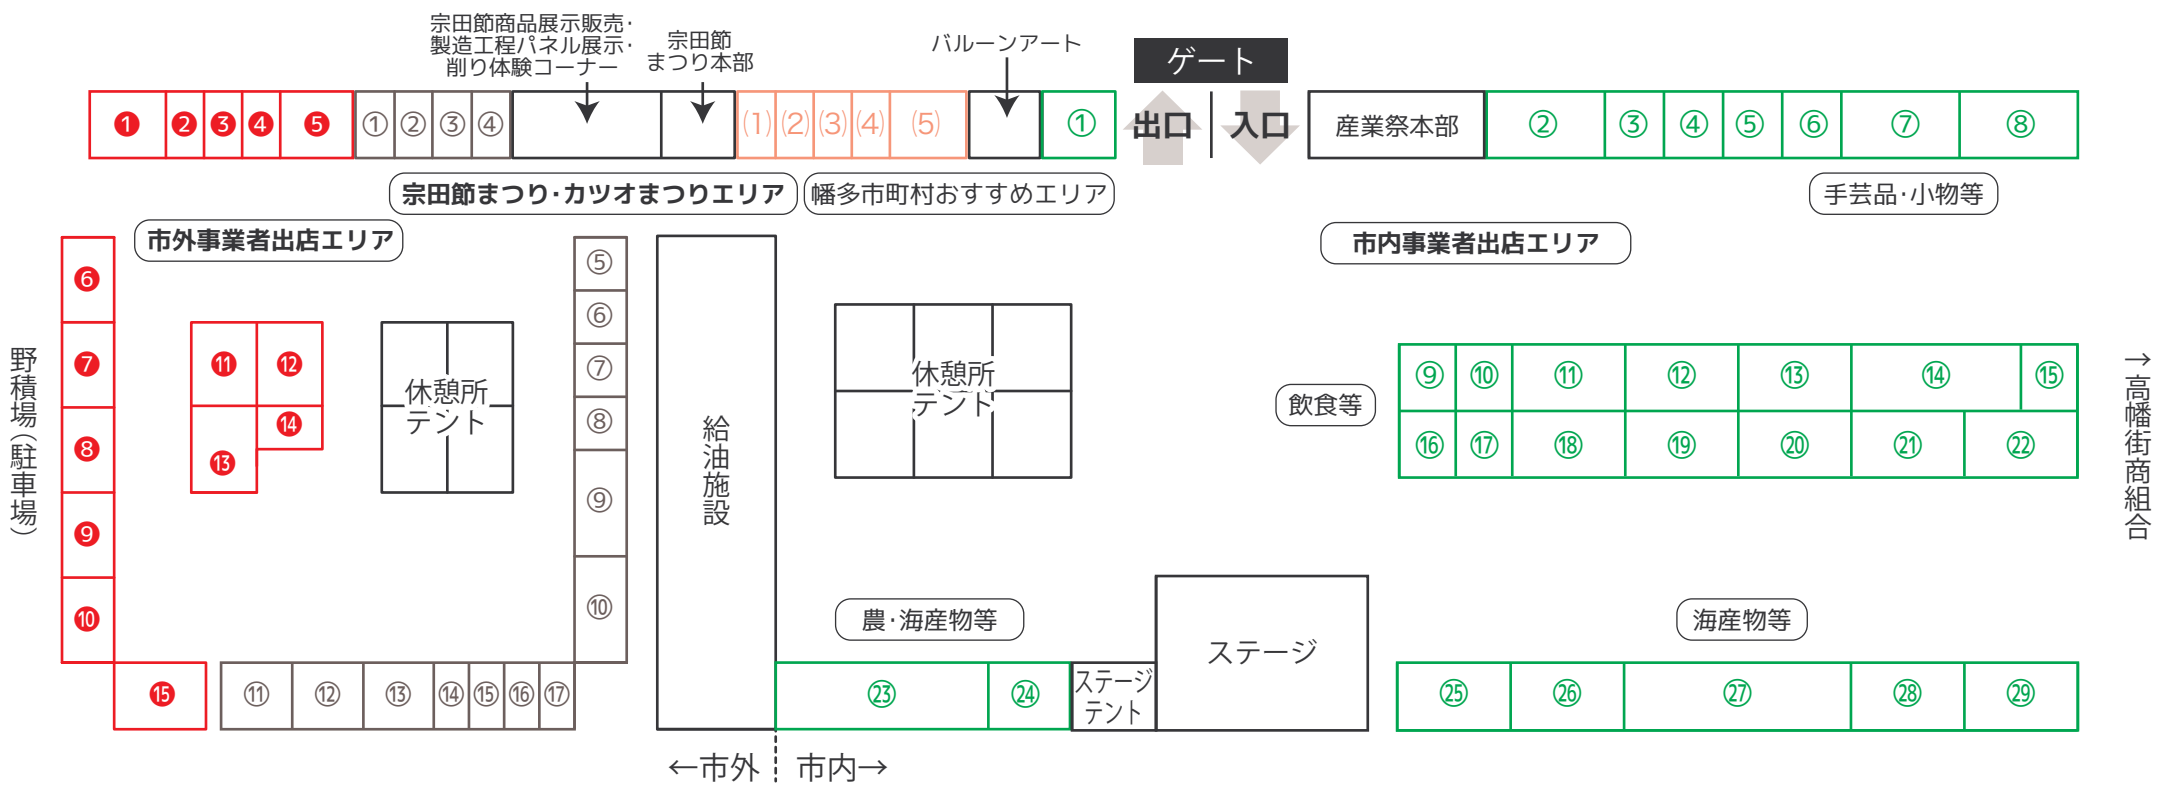 宗田節商品展示販売・
製造工程パネル展示・
削り体験コーナー
宗田節
まつり本部
バルーンアート
ゲート
❶ ❷ ❸ ❹ ❺ ① ② ③ ④ (1) (2) (3) (4) (5) ① 出口 入口 産業祭本部 ② ③ ④ ⑤ ⑥ ⑦ ⑧
宗田節まつり・カツオまつりエリア
幡多市町村おすすめエリア
手芸品・小物等
市外事業者出店エリア
市内事業者出店エリア
野積場(駐車場)
❻
❼
❽
❾
❿
⓫ ⓬
⓭ ⓮
休憩所
テント
⑤
⑥
⑦
⑧
⑨
⑩
給油施設
休憩所
テント
飲食等
⑨ ⑩ ⑪ ⑫ ⑬ ⑭ ⑮
⑯ ⑰ ⑱ ⑲ ⑳ ㉑ ㉒
→高幡街商組合
農・海産物等
海産物等
⓯ ⑪ ⑫ ⑬ ⑭ ⑮ ⑯ ⑰
㉓ ㉔
ステージ
テント
ステージ
㉕ ㉖ ㉗ ㉘ ㉙
←市外 市内→